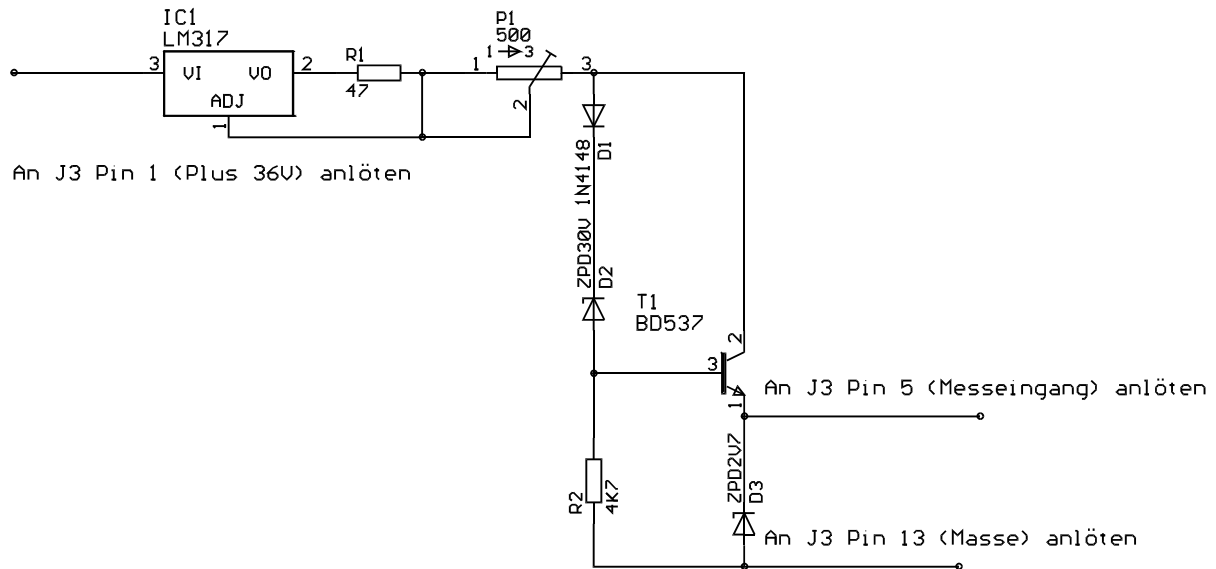 IC1
LM317
3
VI
VO
2
ADJ
1
R1
47
P1
500
1
3
1
2
3
An J3 Pin 1 (Plus 36V) anlöten
D1
1N4148
ZPD30V
D2
T1
BD537
2
3
1
An J3 Pin 5 (Messeingang) anlöten
R2
4K7
ZPD2V7
D3
An J3 Pin 13 (Masse) anlöten